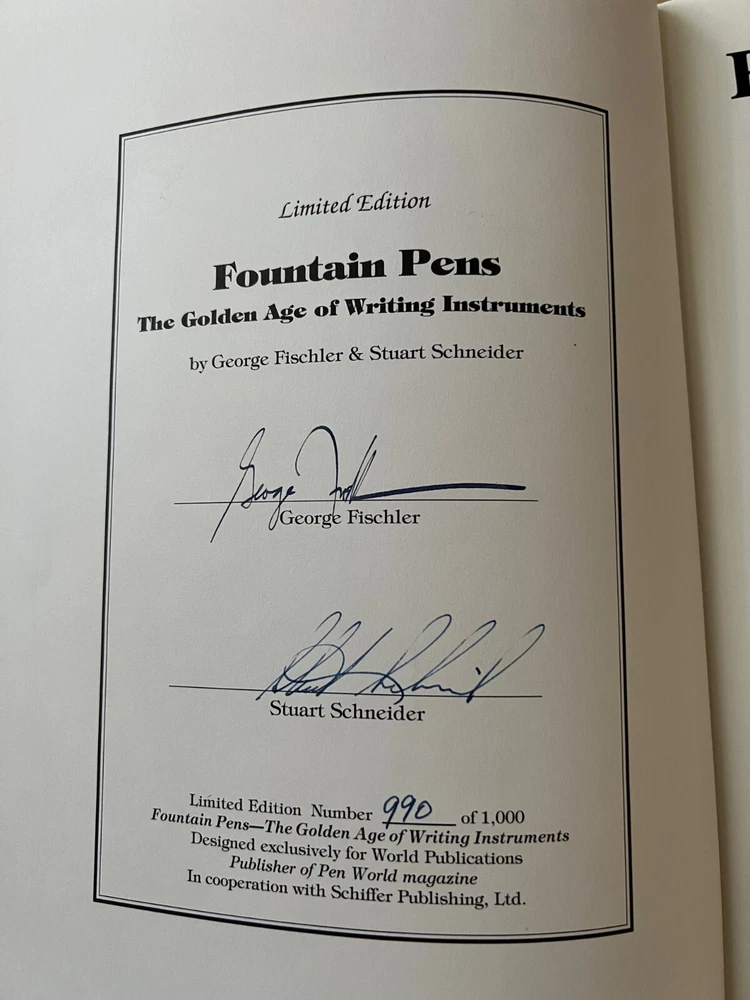 Limited Edition
Fountain Pens
The Golden Age of Writing Instruments
by George Fischler & Stuart Schneider
George Fischler
Stuart Schneider
Limited Edition Number 990 of 1,000
Fountain Pens—The Golden Age of Writing Instruments
Designed exclusively for World Publications
Publisher of Pen World magazine
In cooperation with Schiffer Publishing, Ltd.